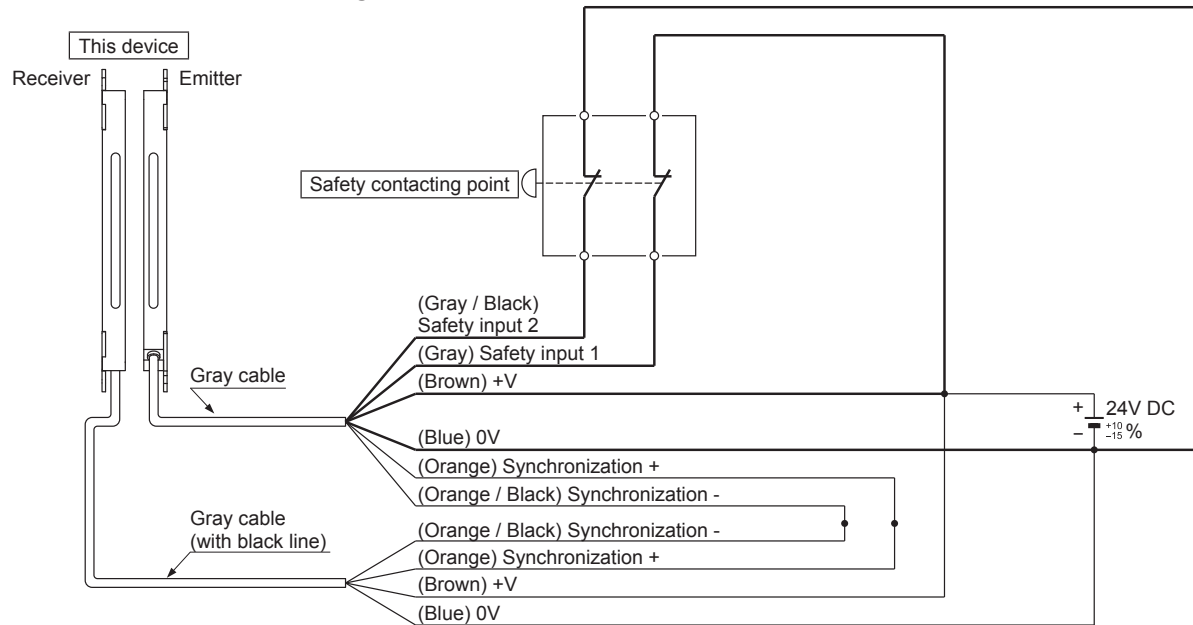 This device
Receiver
Emitter
Safety contacting point
(Gray / Black)
Safety input 2
(Gray) Safety input 1
Gray cable
(Brown) +V
+ 24V DC
− +10 −15 %
(Blue) 0V
(Orange) Synchronization +
(Orange / Black) Synchronization -
Gray cable
(with black line)
(Orange / Black) Synchronization -
(Orange) Synchronization +
(Brown) +V
(Blue) 0V